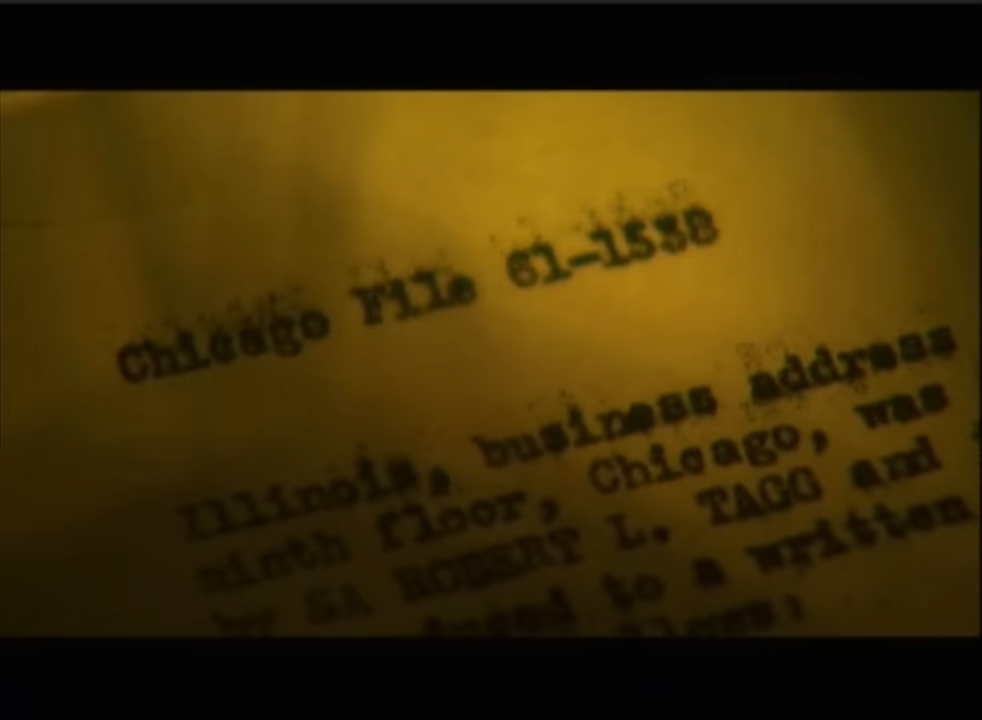 Chicago File 61-1538
Illinois, business address
ninth floor, Chicago, was
by SA ROBERT L. TAGG and
to a written